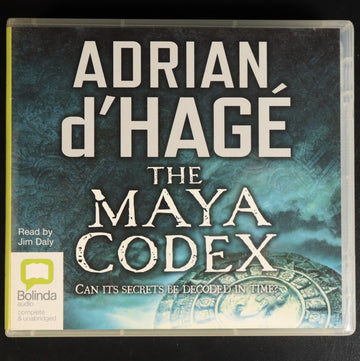 ADRIAN
d'HAGÉ
THE
MAYA
CODEX
Read by
Jim Daly
CAN ITS SECRETS BE DECODED IN TIME?
Bolinda
audio
complete
& unabridged